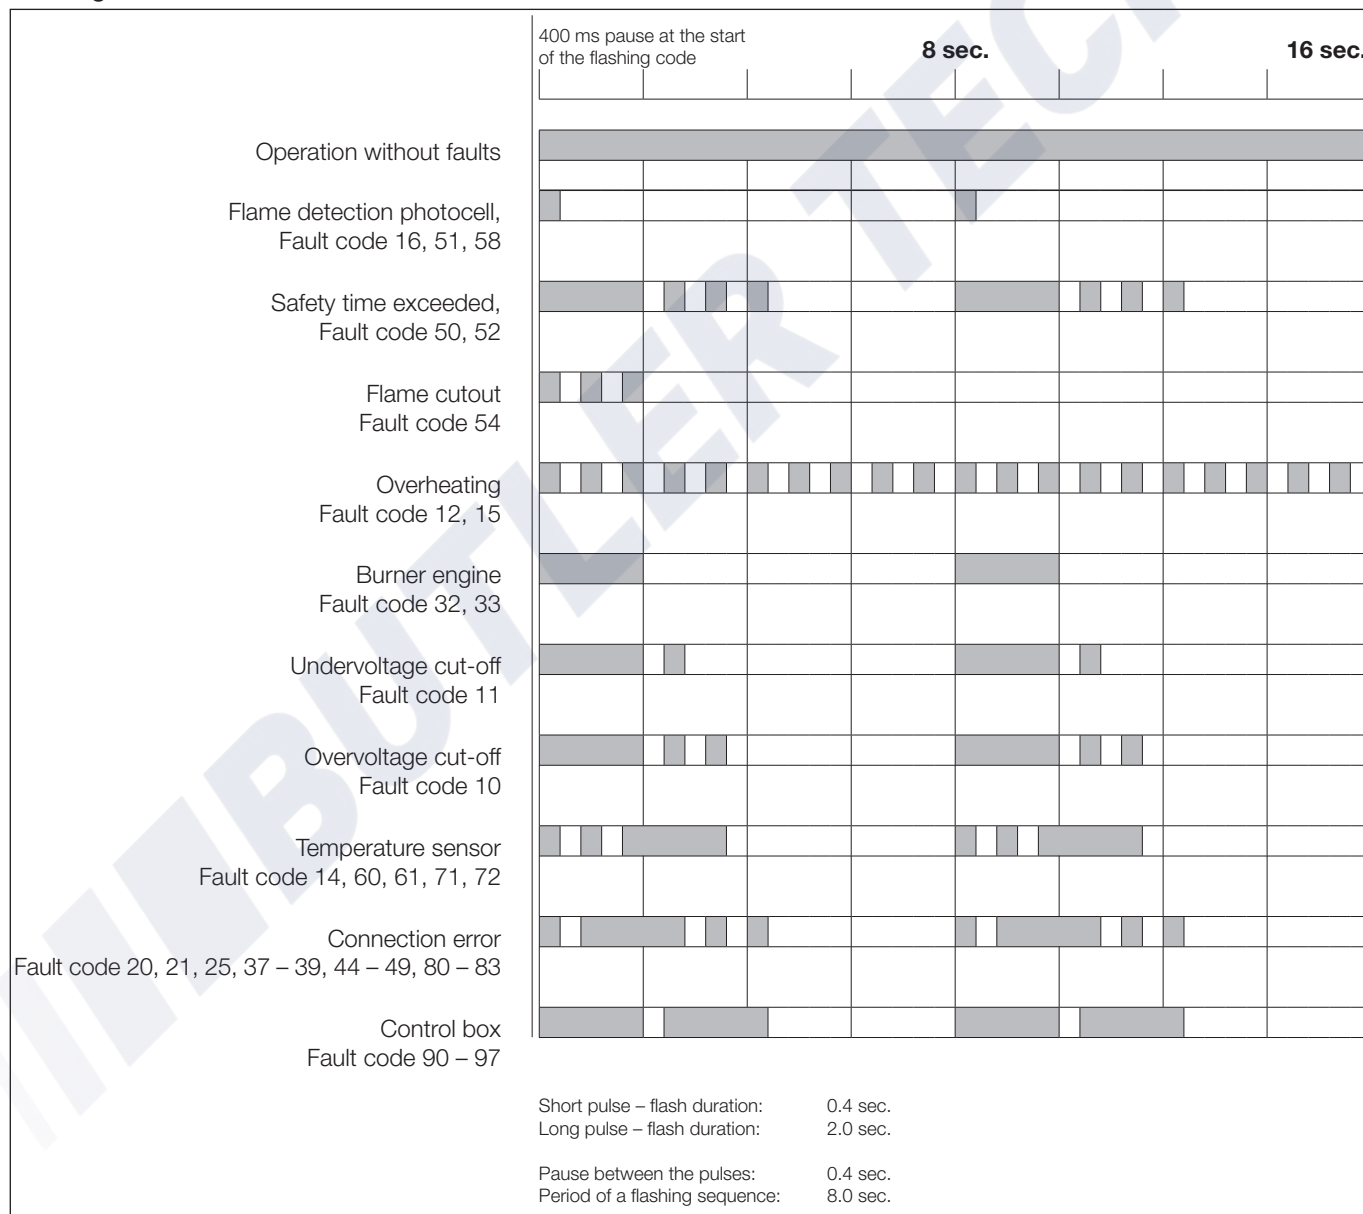 400 ms pause at the start
of the flashing code
8 sec.
16 sec.
Operation without faults
Flame detection photocell,
Fault code 16, 51, 58
Safety time exceeded,
Fault code 50, 52
Flame cutout
Fault code 54
Overheating
Fault code 12, 15
Burner engine
Fault code 32, 33
Undervoltage cut-off
Fault code 11
Overvoltage cut-off
Fault code 10
Temperature sensor
Fault code 14, 60, 61, 71, 72
Connection error
Fault code 20, 21, 25, 37 – 39, 44 – 49, 80 – 83
Control box
Fault code 90 – 97
Short pulse – flash duration: 0.4 sec.
Long pulse – flash duration: 2.0 sec.
Pause between the pulses: 0.4 sec.
Period of a flashing sequence: 8.0 sec.
BUTLER TECH